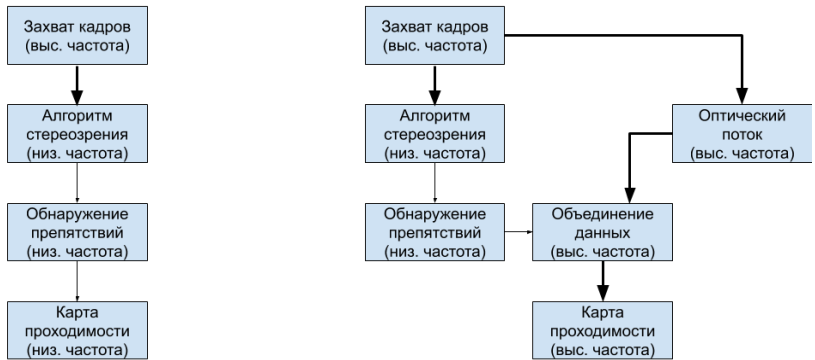 Захват кадров
(выс. частота)
Алгоритм
стереозрения
(низ. частота)
Обнаружение
препятствий
(низ. частота)
Карта
проходимости
(низ. частота)
Захват кадров
(выс. частота)
Алгоритм
стереозрения
(низ. частота)
Оптический
поток
(выс. частота)
Обнаружение
препятствий
(низ. частота)
Объединение
данных
(выс. частота)
Карта
проходимости
(выс. частота)